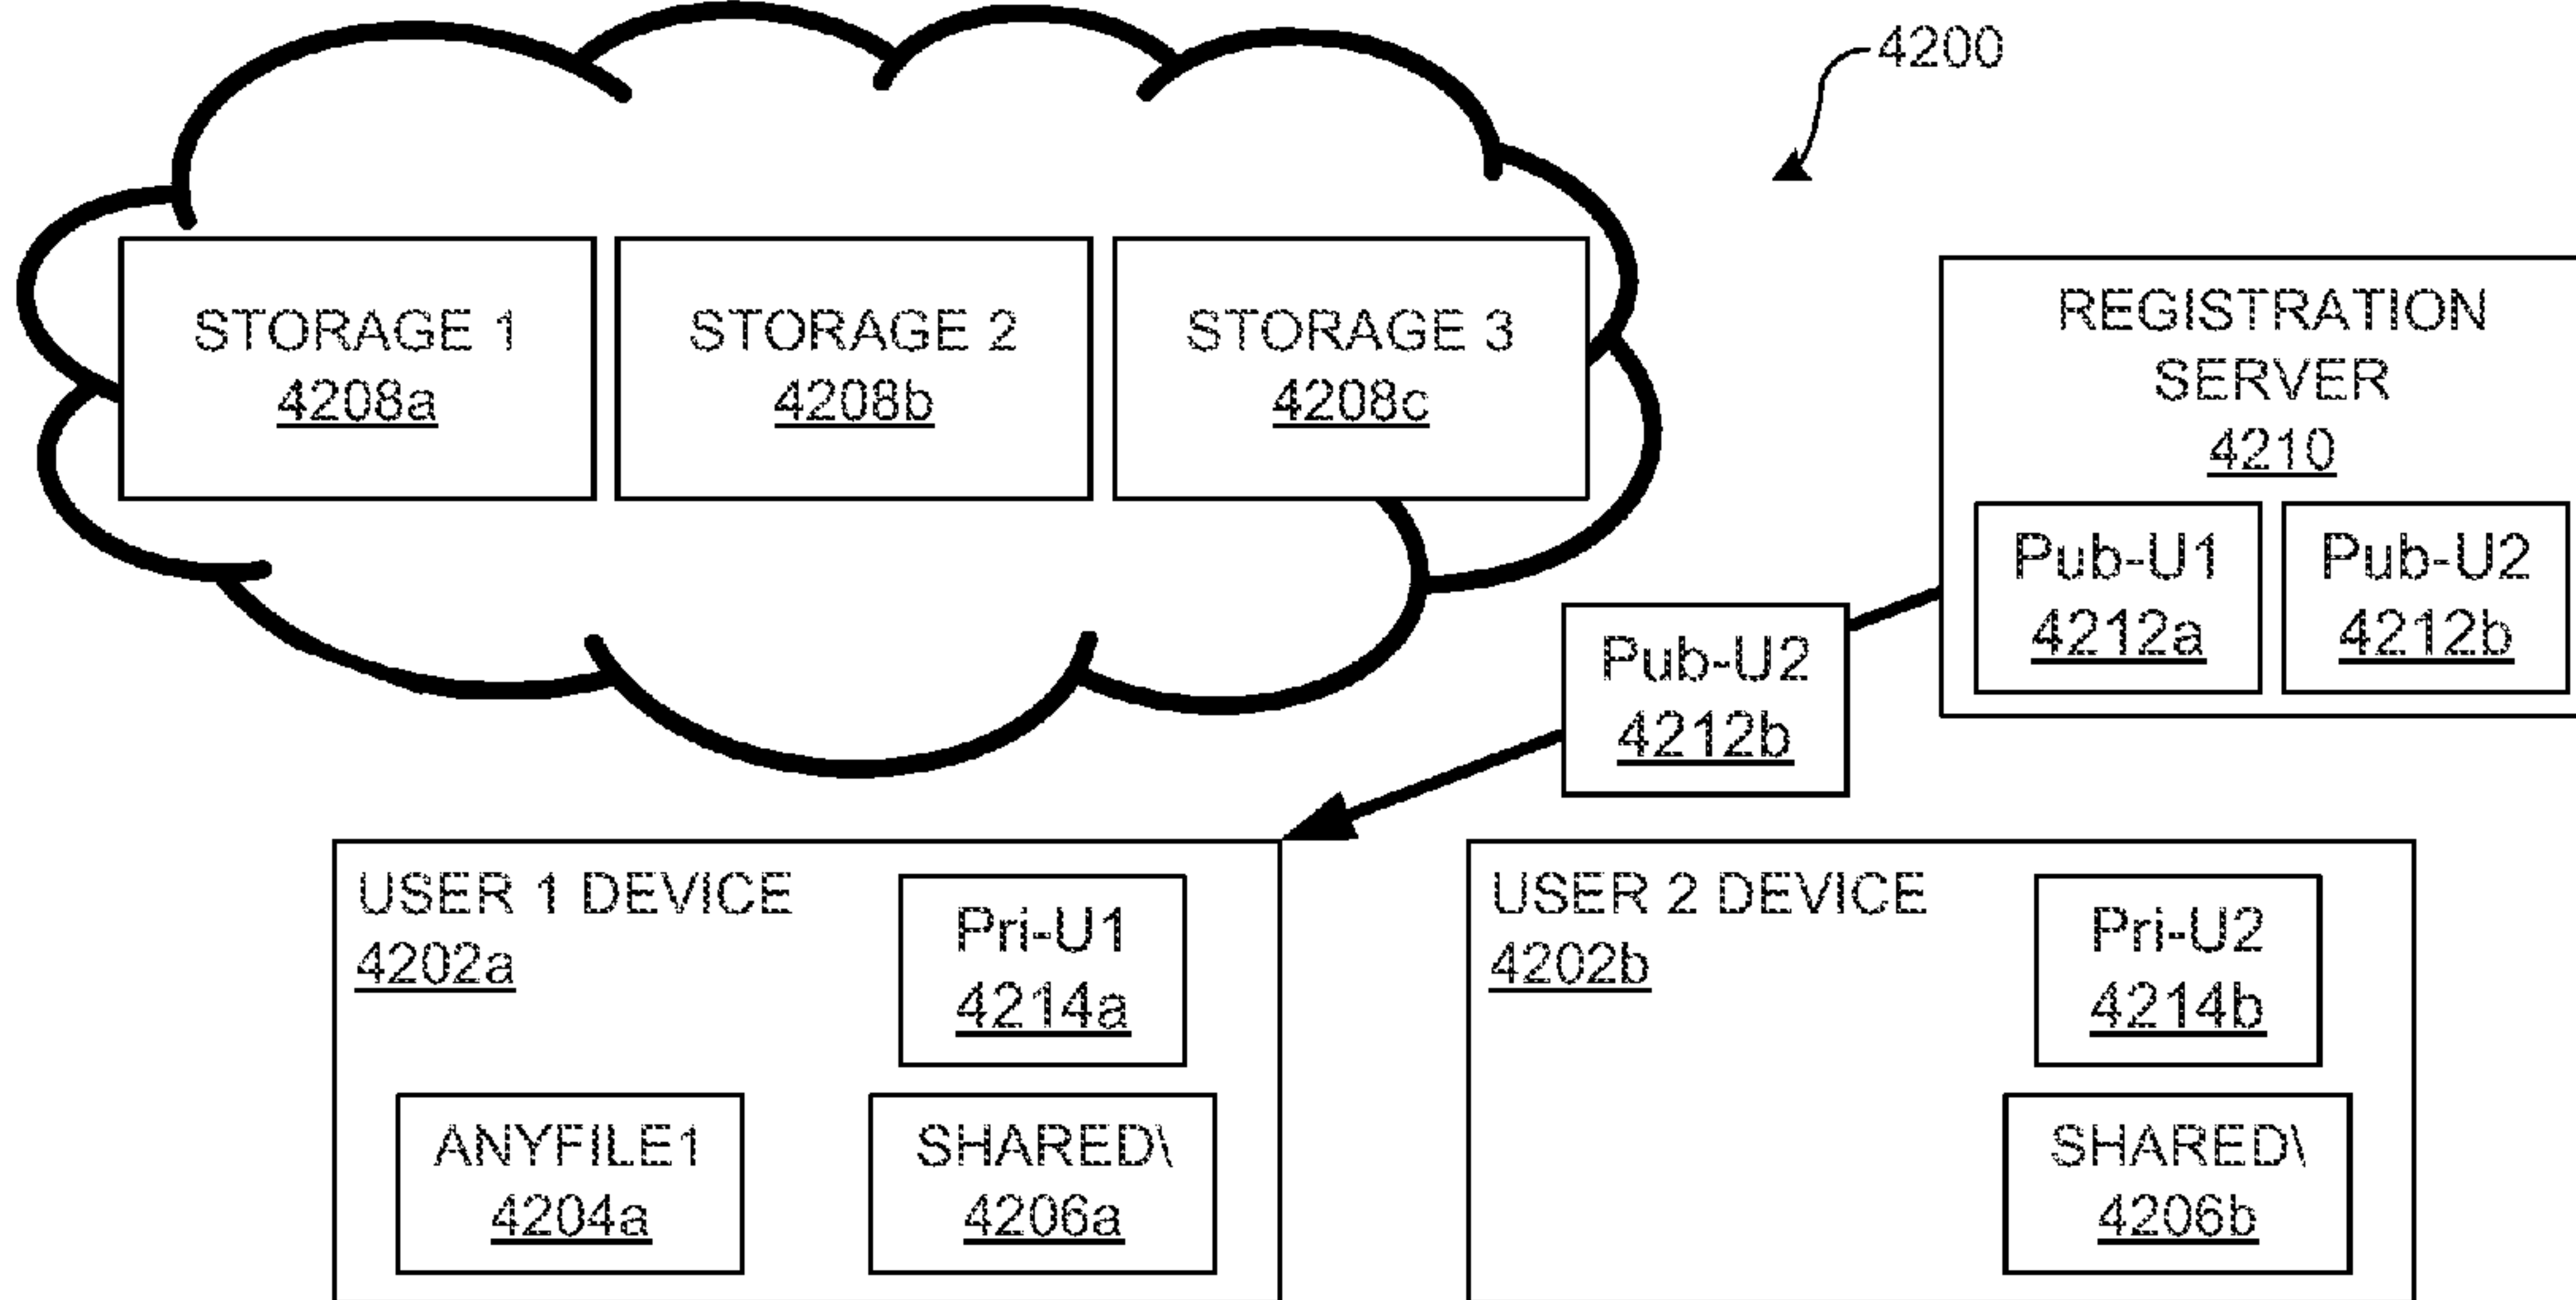 4200
STORAGE 1
4208a
STORAGE 2
4208b
STORAGE 3
4208c
REGISTRATION
SERVER
4210
Pub-U1
4212a
Pub-U2
4212b
Pub-U2
4212b
USER 1 DEVICE
4202a
Pri-U1
4214a
ANYFILE1
4204a
SHARED\
4206a
USER 2 DEVICE
4202b
Pri-U2
4214b
SHARED\
4206b